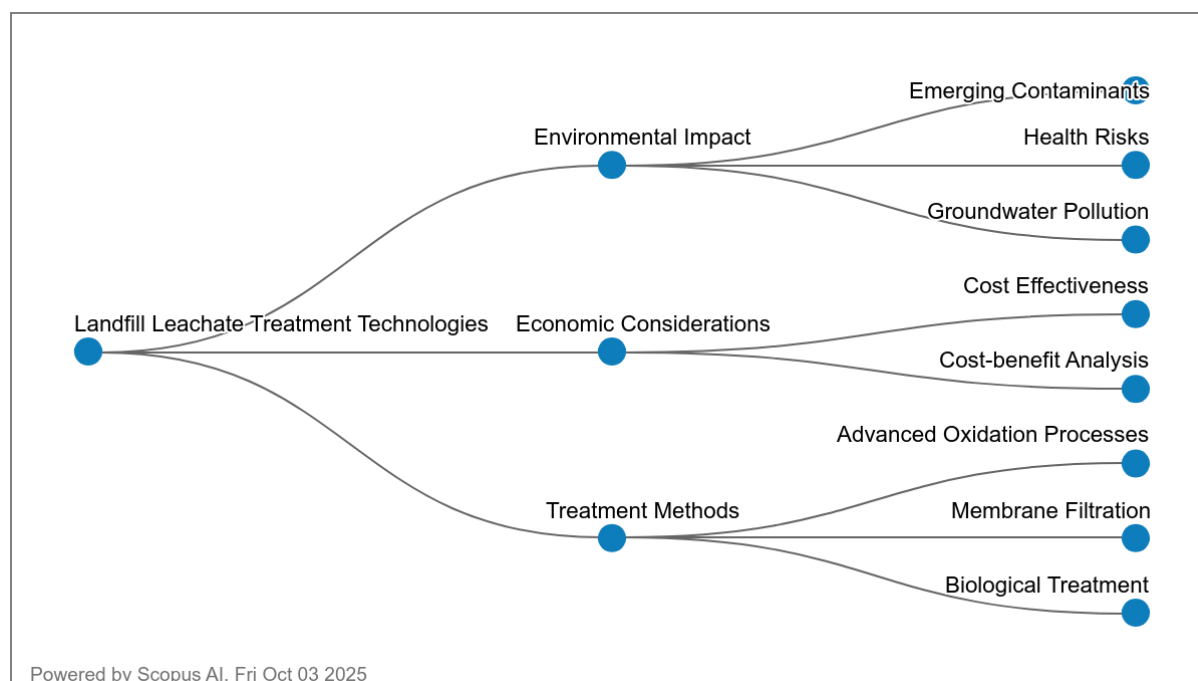 Emerging Contaminants
Environmental Impact
Health Risks
Groundwater Pollution
Cost Effectiveness
Landfill Leachate Treatment Technologies
Economic Considerations
Cost-benefit Analysis
Advanced Oxidation Processes
Treatment Methods
Membrane Filtration
Biological Treatment
Powered by Scopus AI, Fri Oct 03 2025